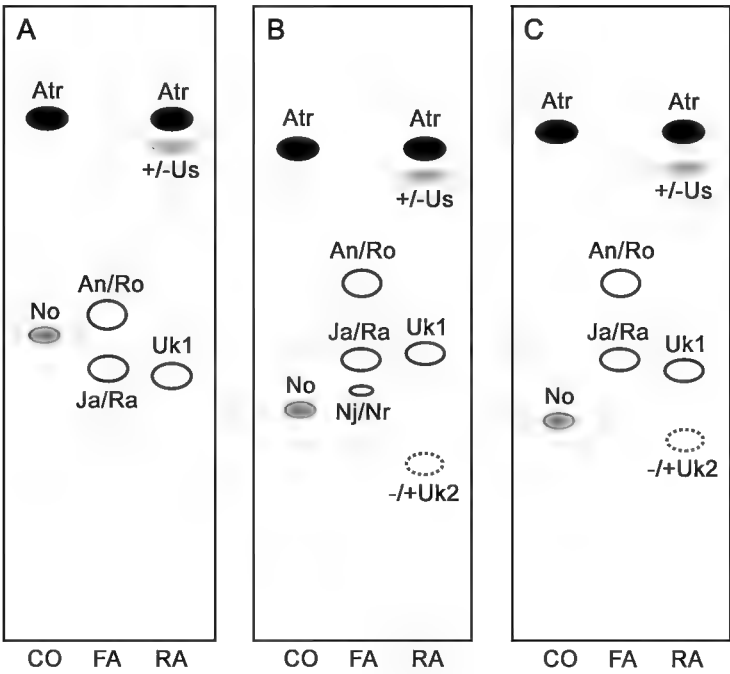 A
Atr
Atr
+/-Us
An/Ro
No
Uk1
Ja/Ra
CO FA RA
B
Atr
Atr
+/-Us
An/Ro
Ja/Ra
Uk1
No
Nj/Nr
-/+Uk2
CO FA RA
C
Atr
Atr
+/-Us
An/Ro
Ja/Ra
Uk1
No
-/+Uk2
CO FA RA